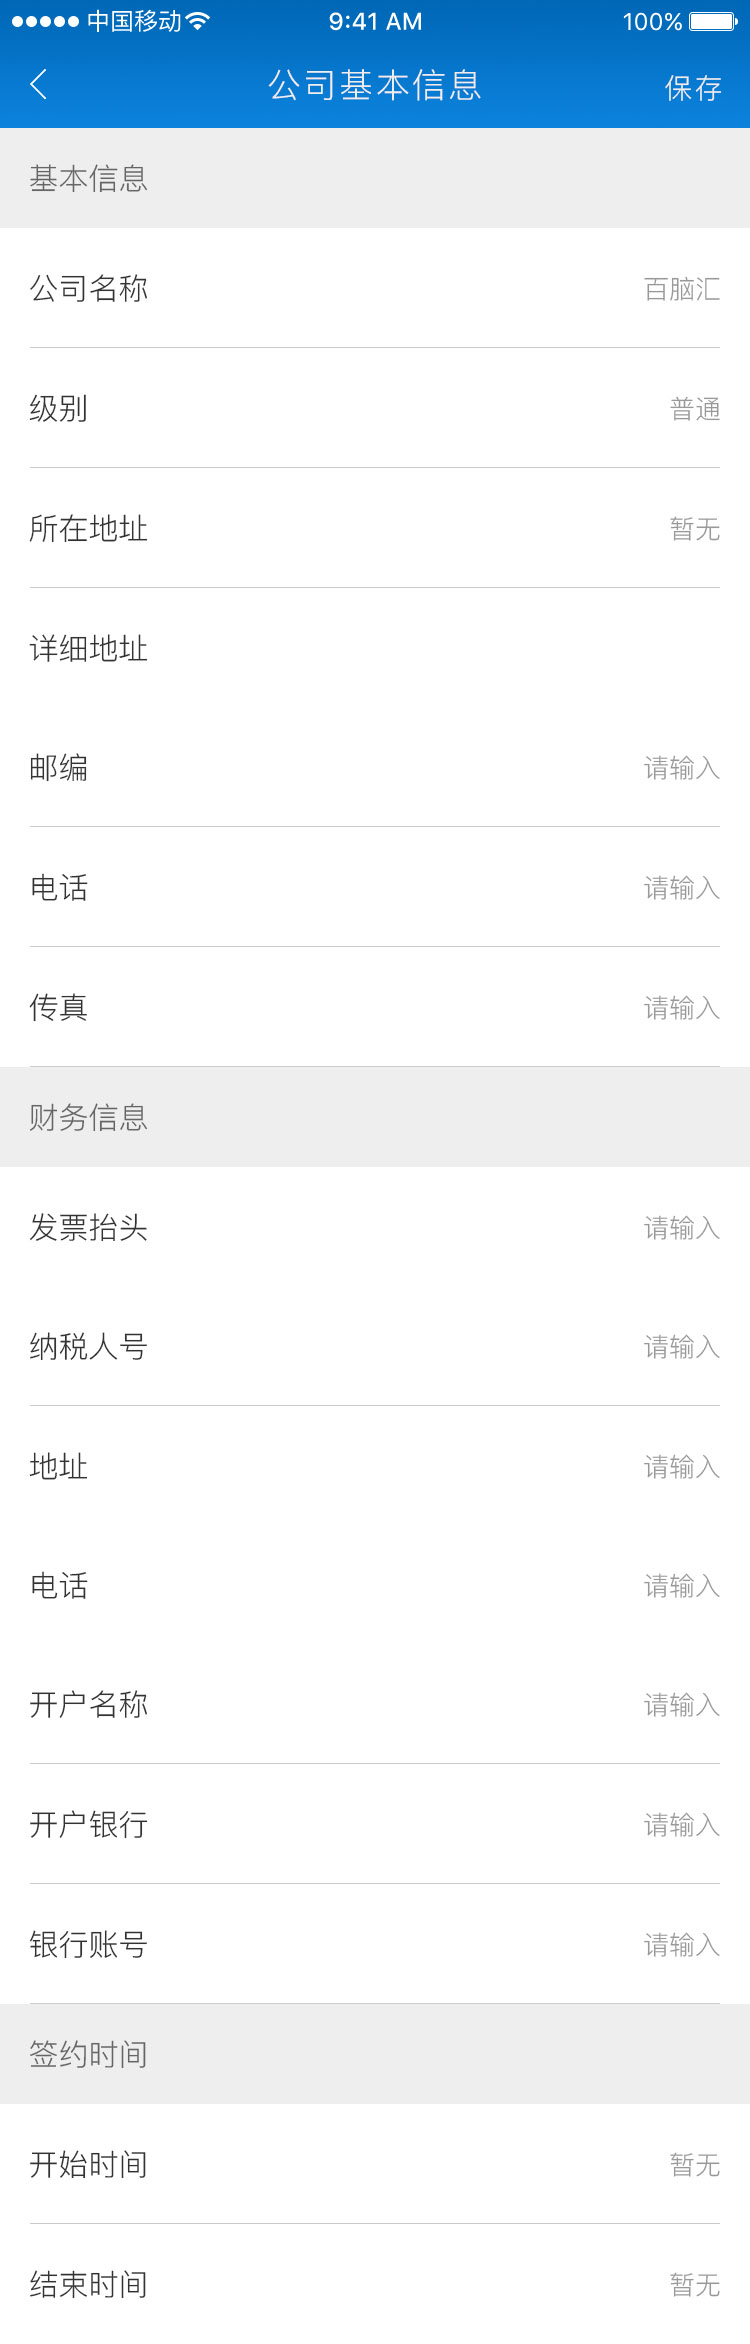 中国移动 9:41 AM 100%
公司基本信息 保存
基本信息
公司名称 百脑汇
级别 普通
所在地址 暂无
详细地址
邮编 请输入
电话 请输入
传真 请输入
财务信息
发票抬头 请输入
纳税人号 请输入
地址 请输入
电话 请输入
开户名称 请输入
开户银行 请输入
银行账号 请输入
签约时间
开始时间 暂无
结束时间 暂无